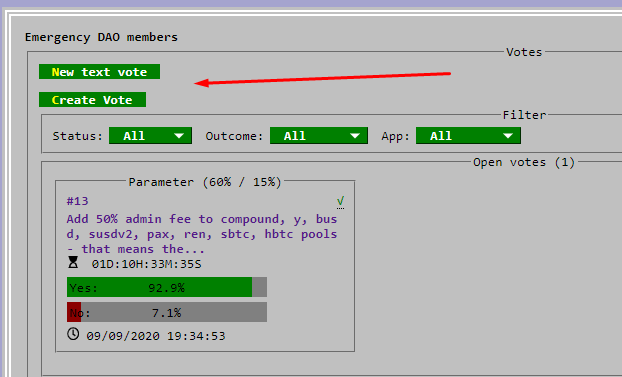 Emergency DAO members
Votes
New text vote
Create Vote
Filter
Status: All Outcome: All App: All
Open votes (1)
Parameter (60% / 15%)
#13 √
Add 50% admin fee to compound, y, bus
d, susdv2, pax, ren, sbtc, hbtc pools
- that means the...
01D:10H:33M:35S
Yes: 92.9%
No: 7.1%
09/09/2020 19:34:53